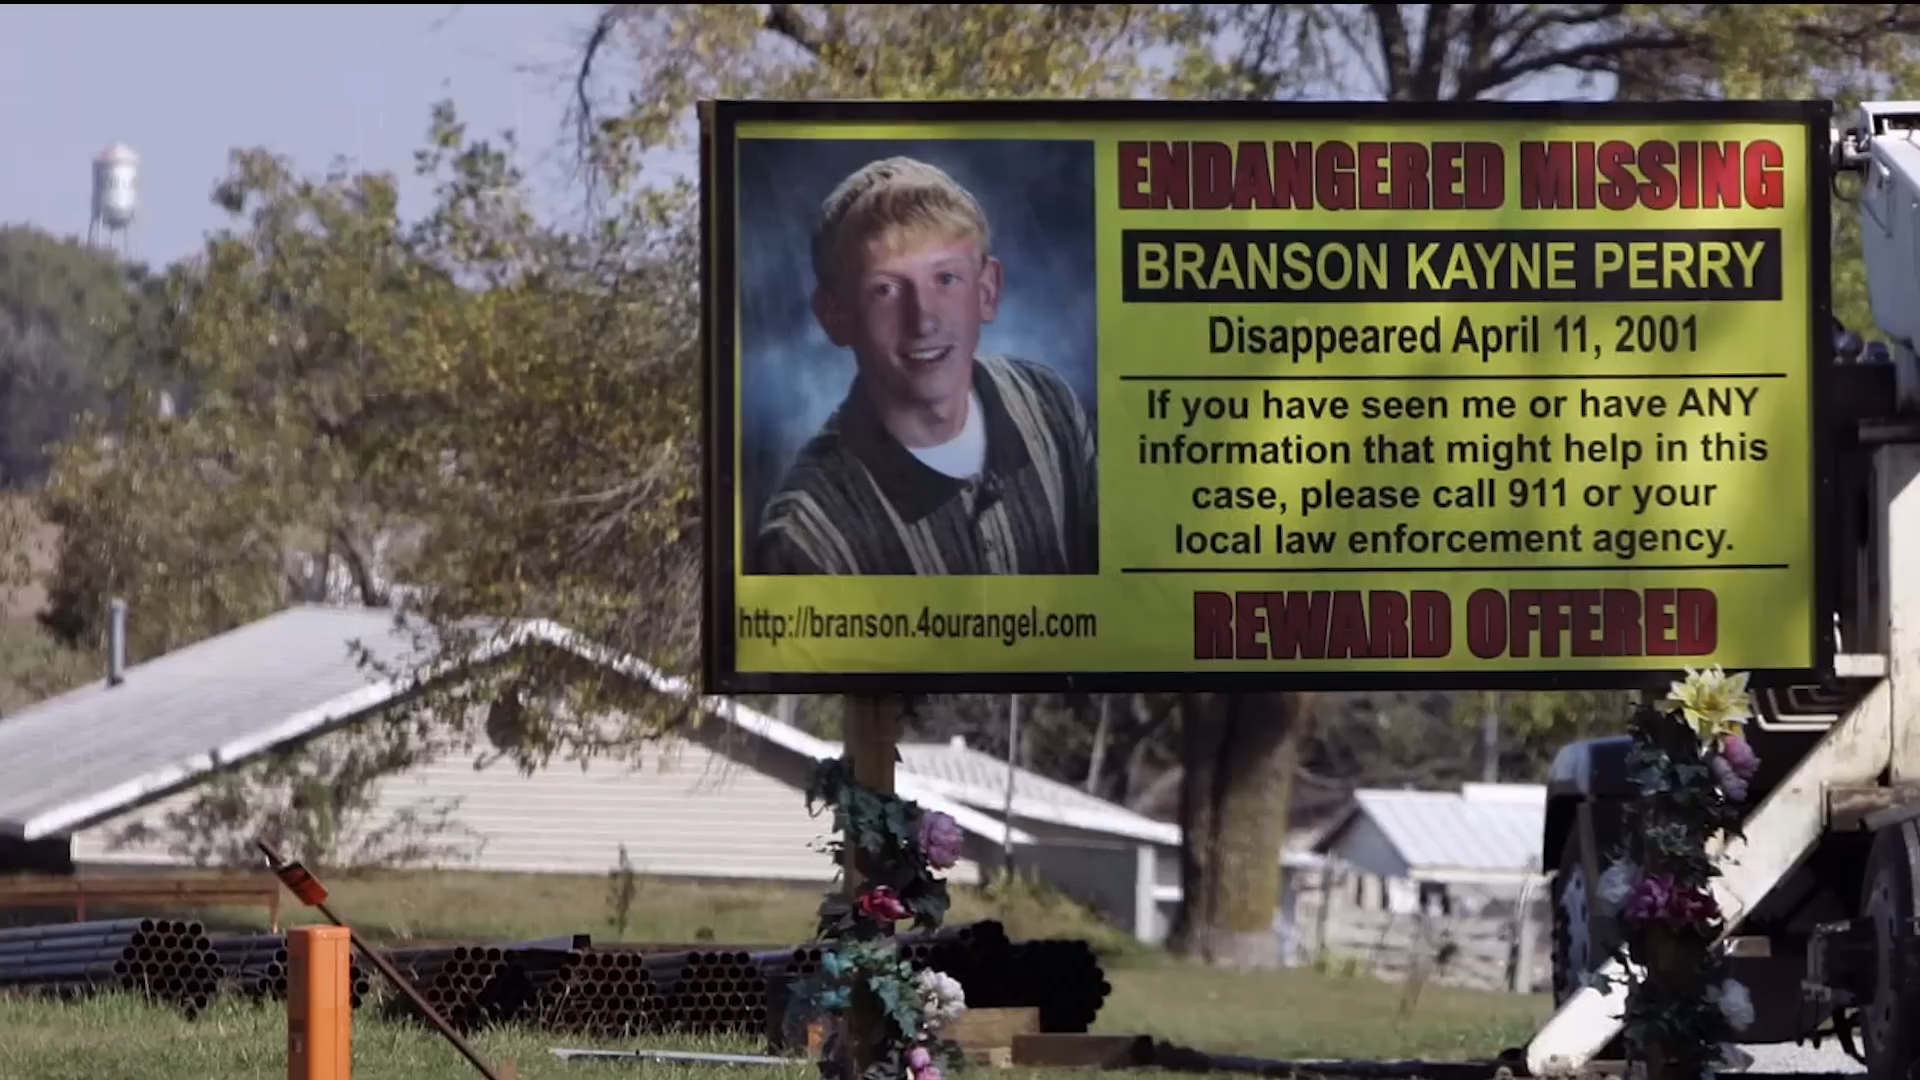 ENDANGERED MISSING
BRANSON KAYNE PERRY
Disappeared April 11, 2001
If you have seen me or have ANY
information that might help in this
case, please call 911 or your
local law enforcement agency.
REWARD OFFERED
http://branson.4ourangel.com